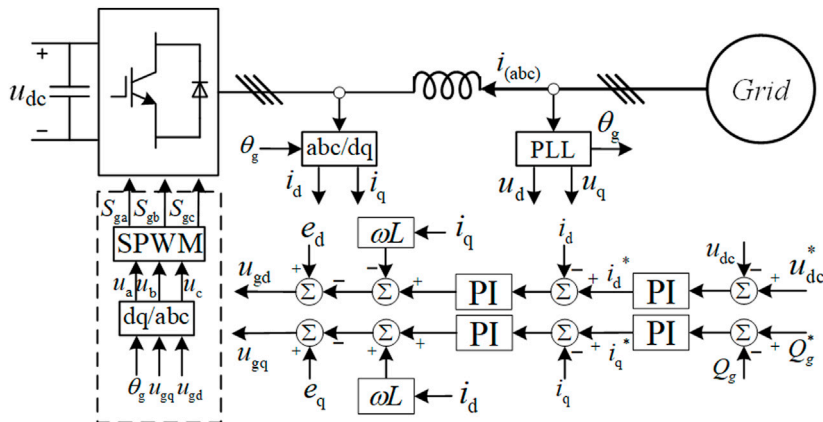 +
u_dc
−
i_(abc)
Grid
θ_g
abc/dq
i_d
i_q
PLL
θ_g
u_d
u_q
S_ga S_gb S_gc
SPWM
u_a u_b u_c
dq/abc
θ_g u_gq u_gd
e_d
ωL
i_q
i_d
u_dc
u_gd
+ Σ − − Σ + PI Σ − + i_d^* PI Σ − + u_dc^*
u_gq
+ Σ − + Σ + PI Σ − + i_q^* PI Σ − + Q_g^*
e_q
ωL
i_d
i_q
Q_g